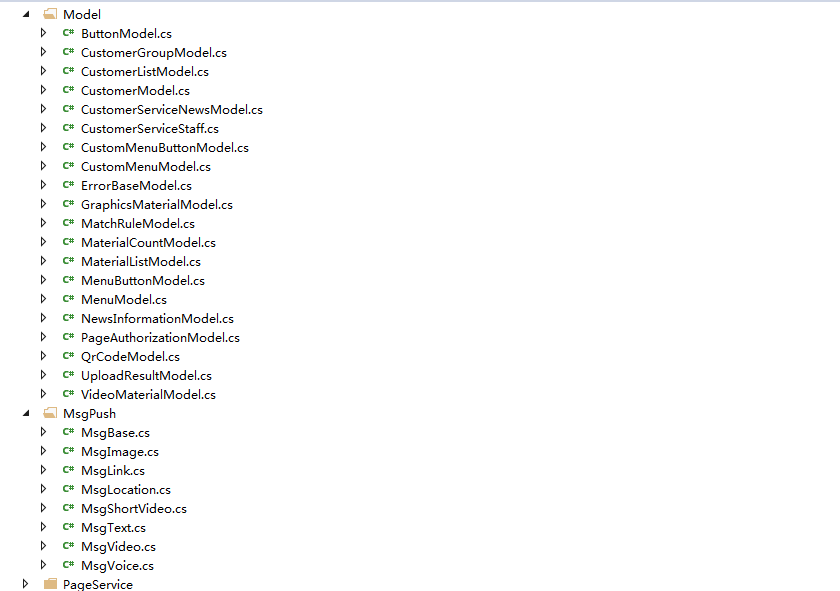 Model
C# ButtonModel.cs
C# CustomerGroupModel.cs
C# CustomerListModel.cs
C# CustomerModel.cs
C# CustomerServiceNewsModel.cs
C# CustomerServiceStaff.cs
C# CustomMenuButtonModel.cs
C# CustomMenuModel.cs
C# ErrorBaseModel.cs
C# GraphicsMaterialModel.cs
C# MatchRuleModel.cs
C# MaterialCountModel.cs
C# MaterialListModel.cs
C# MenuButtonModel.cs
C# MenuModel.cs
C# NewsInformationModel.cs
C# PageAuthorizationModel.cs
C# QrCodeModel.cs
C# UploadResultModel.cs
C# VideoMaterialModel.cs
MsgPush
C# MsgBase.cs
C# MsgImage.cs
C# MsgLink.cs
C# MsgLocation.cs
C# MsgShortVideo.cs
C# MsgText.cs
C# MsgVideo.cs
C# MsgVoice.cs
PageService